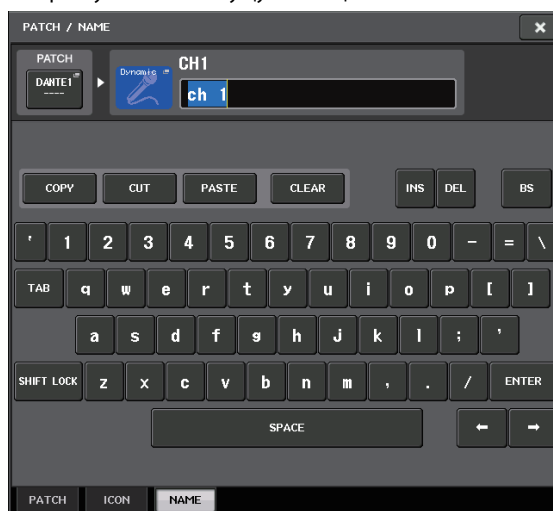 PATCH / NAME
PATCH
DANTE1
----
Dynamic
CH1
ch 1
COPY CUT PASTE CLEAR INS DEL BS
' 1 2 3 4 5 6 7 8 9 0 - = \
TAB q w e r t y u i o p [ ]
a s d f g h j k l ; '
SHIFT LOCK z x c v b n m , . / ENTER
SPACE ← →
PATCH ICON NAME